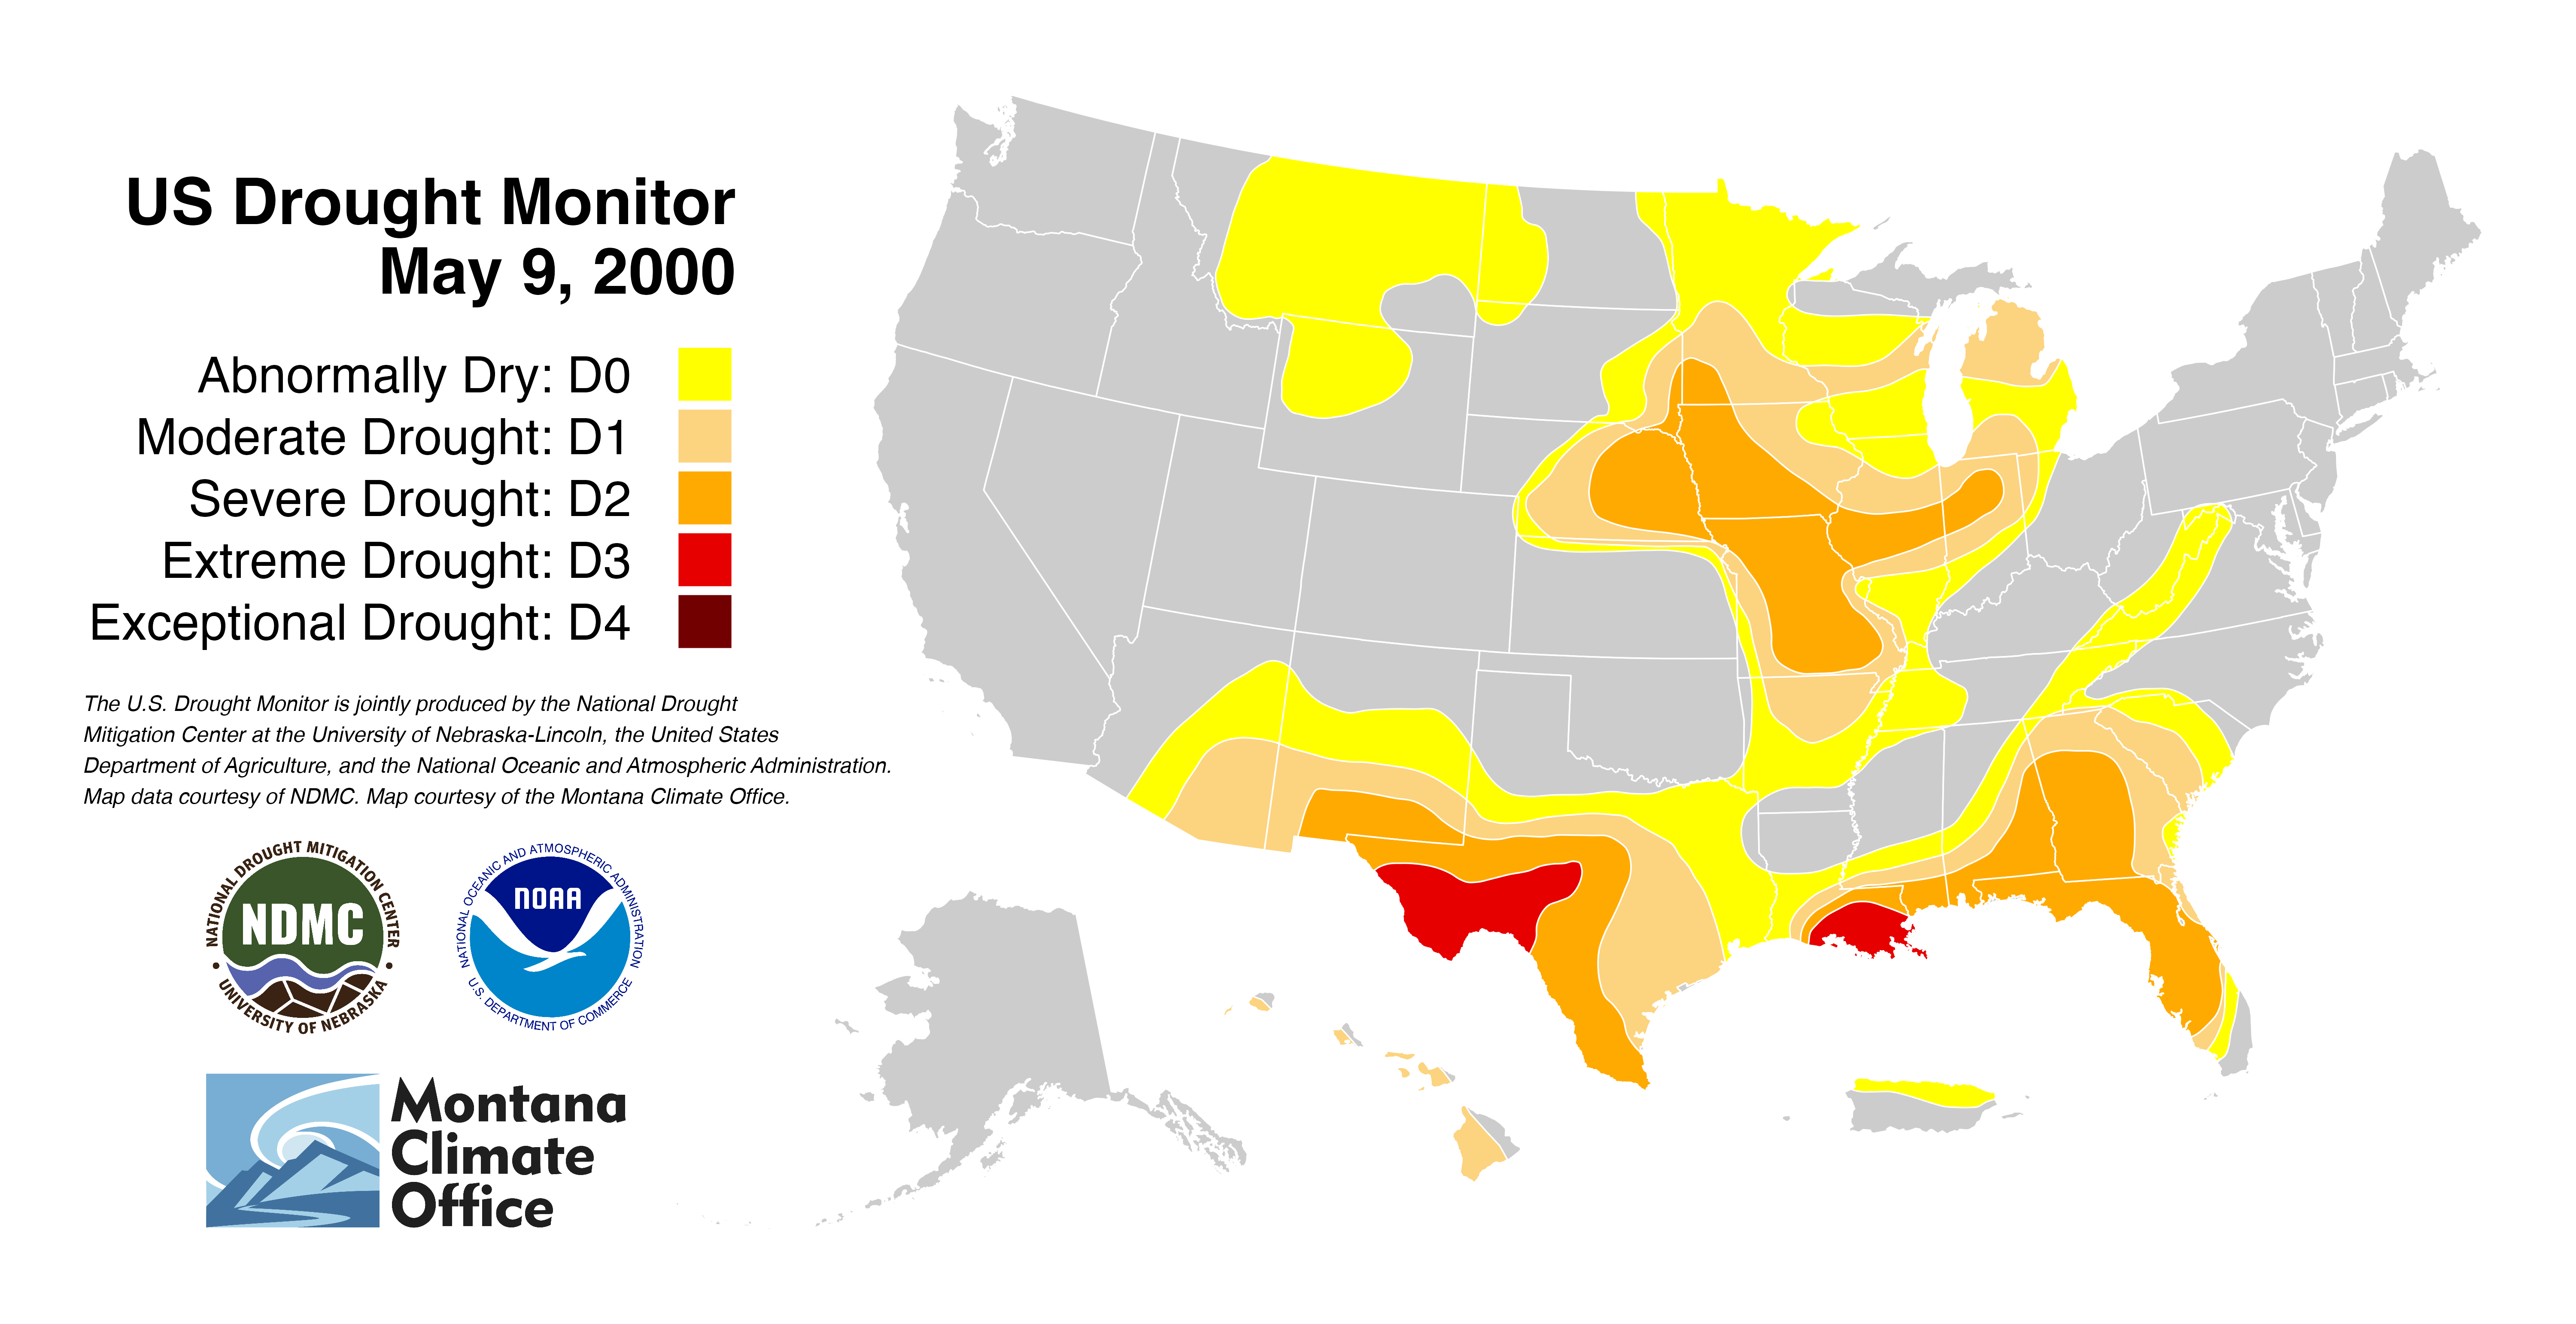 US Drought Monitor
May 9, 2000
Abnormally Dry: D0
Moderate Drought: D1
Severe Drought: D2
Extreme Drought: D3
Exceptional Drought: D4
The U.S. Drought Monitor is jointly produced by the National Drought
Mitigation Center at the University of Nebraska-Lincoln, the United States
Department of Agriculture, and the National Oceanic and Atmospheric Administration.
Map data courtesy of NDMC. Map courtesy of the Montana Climate Office.
NATIONAL DROUGHT MITIGATION CENTER
NDMC
• UNIVERSITY OF NEBRASKA •
NATIONAL OCEANIC AND ATMOSPHERIC ADMINISTRATION
NOAA
U.S. DEPARTMENT OF COMMERCE
Montana
Climate
Office